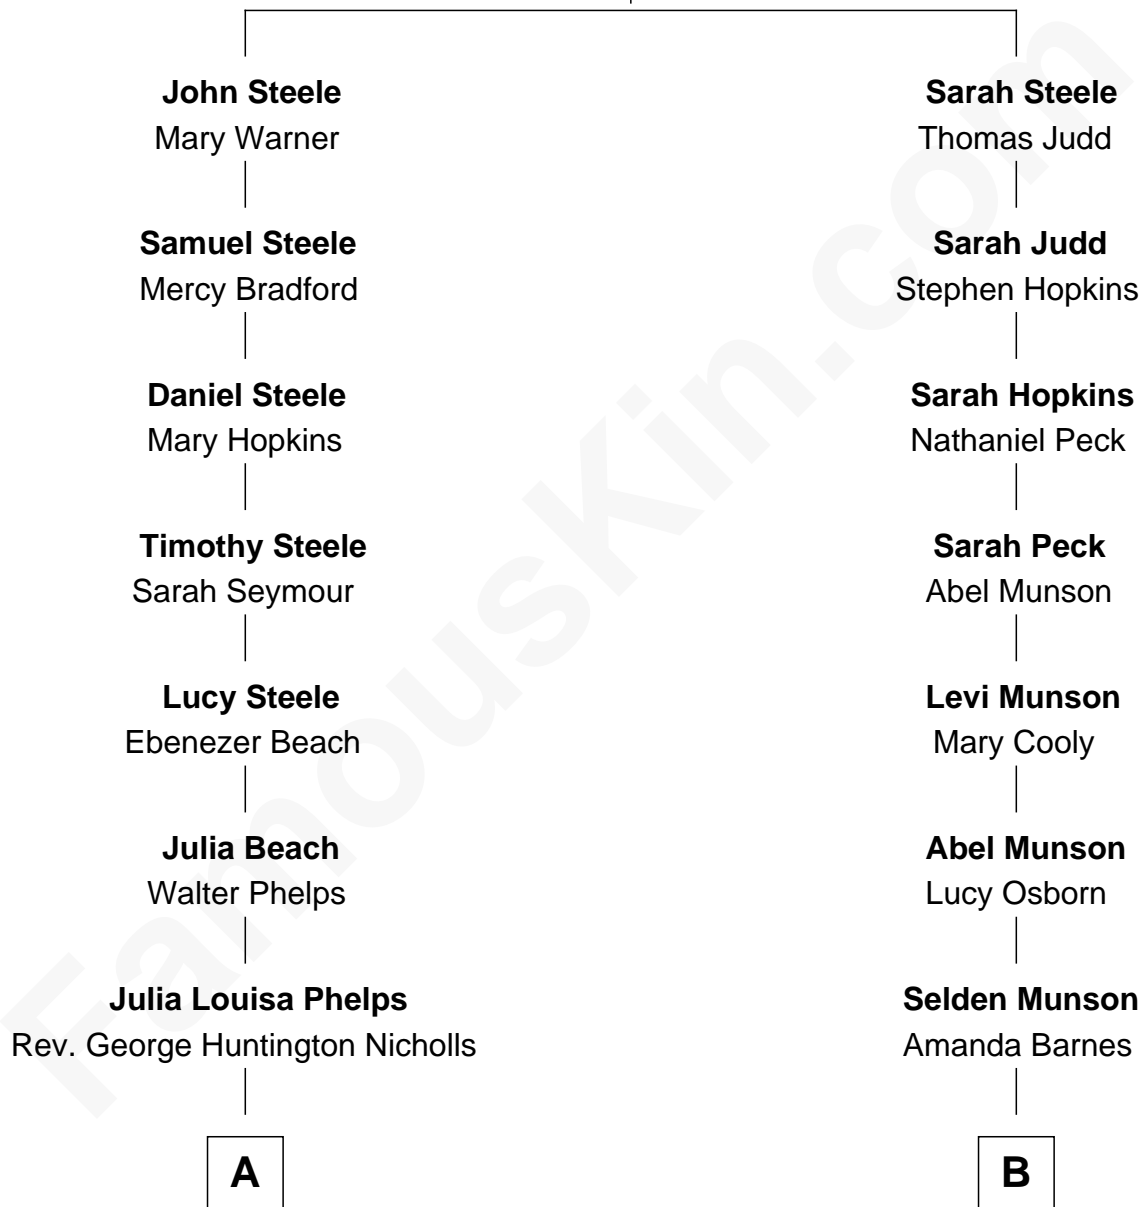 John Steele
Mary Warner
Samuel Steele
Mercy Bradford
Daniel Steele
Mary Hopkins
Timothy Steele
Sarah Seymour
Lucy Steele
Ebenezer Beach
Julia Beach
Walter Phelps
Julia Louisa Phelps
Rev. George Huntington Nicholls
A
Sarah Steele
Thomas Judd
Sarah Judd
Stephen Hopkins
Sarah Hopkins
Nathaniel Peck
Sarah Peck
Abel Munson
Levi Munson
Mary Cooly
Abel Munson
Lucy Osborn
Selden Munson
Amanda Barnes
B
FamousKin.com